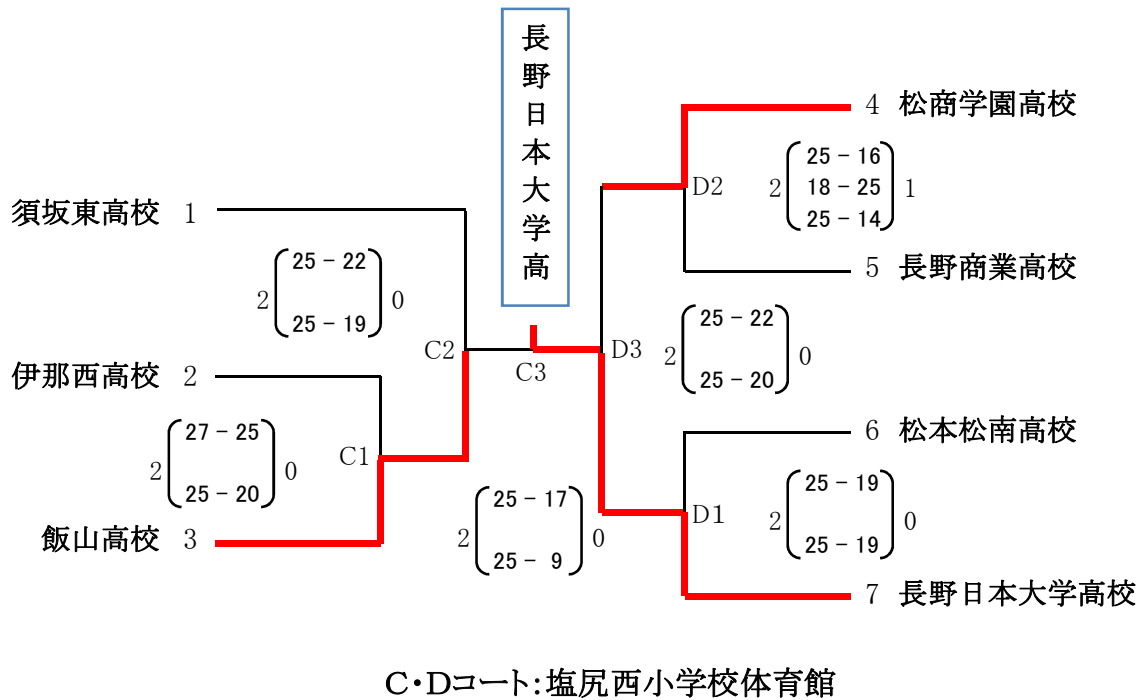 長野日本大学高
須坂東高校 1
2 25－22 0
25－19
C2
伊那西高校 2
2 27－25 0
25－20
C1
飯山高校 3
C3
2 25－17 0
25－ 9
4 松商学園高校
D2
25－16
2 18－25 1
25－14
5 長野商業高校
D3
2 25－22 0
25－20
6 松本松南高校
D1
2 25－19 0
25－19
7 長野日本大学高校
C・Dコート：塩尻西小学校体育館